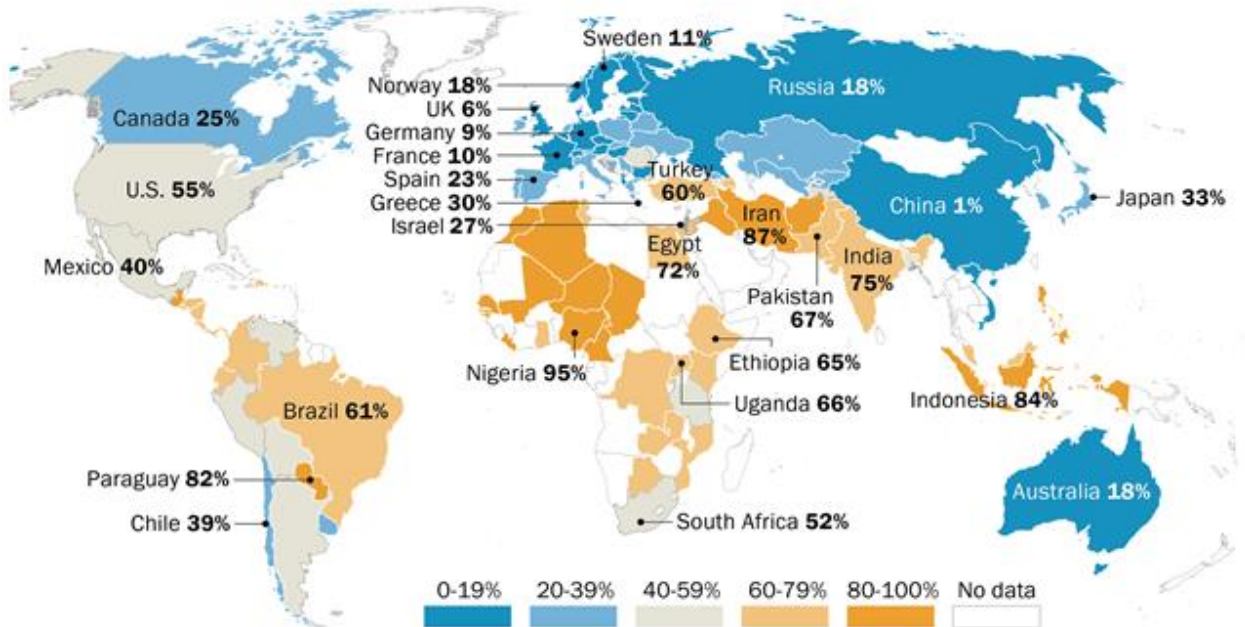 Sweden 11%
Norway 18%
Russia 18%
UK 6%
Canada 25%
Germany 9%
France 10%
Turkey
60%
Spain 23%
U.S. 55%
Japan 33%
Greece 30%
China 1%
Iran
87%
Israel 27%
Egypt
72%
India
75%
Mexico 40%
Pakistan
67%
Ethiopia 65%
Nigeria 95%
Indonesia 84%
Uganda 66%
Brazil 61%
Paraguay 82%
Australia 18%
Chile 39%
South Africa 52%
0-19% 20-39% 40-59% 60-79% 80-100% No data